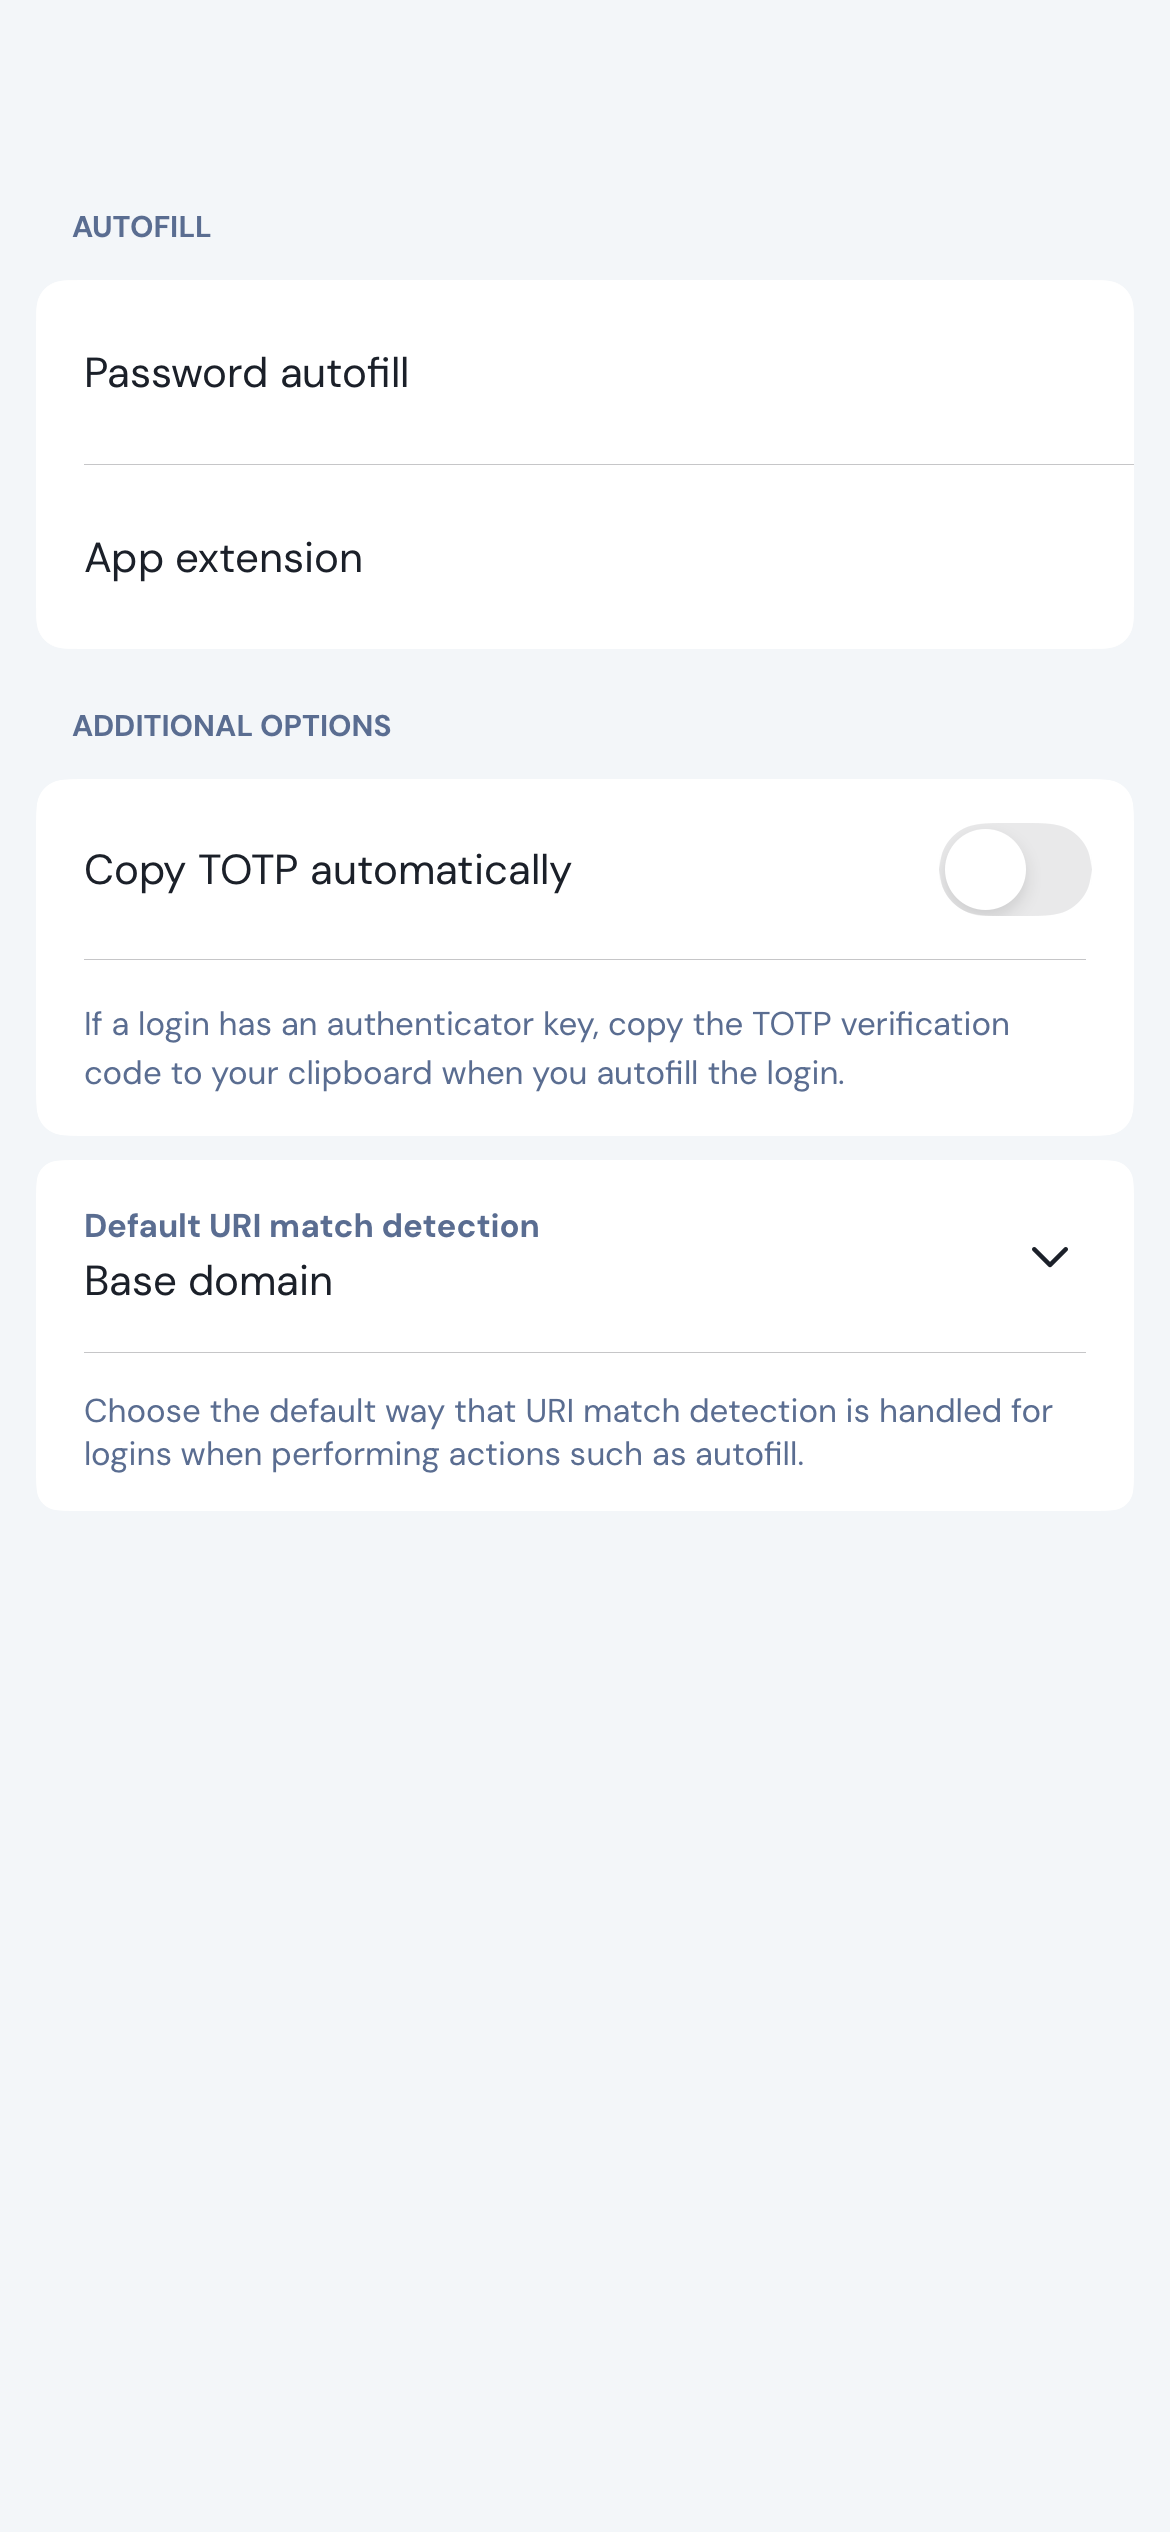 AUTOFILL
Password autofill
App extension
ADDITIONAL OPTIONS
Copy TOTP automatically
If a login has an authenticator key, copy the TOTP verification
code to your clipboard when you autofill the login.
Default URI match detection
Base domain
Choose the default way that URI match detection is handled for
logins when performing actions such as autofill.